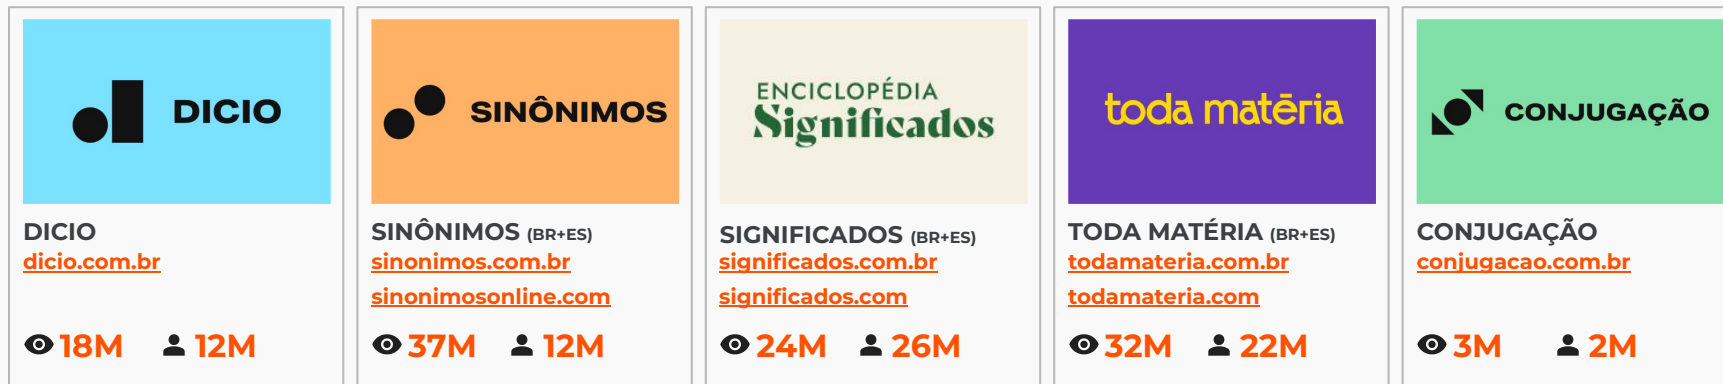 DICIO
DICIO
dicio.com.br
18M 12M
SINÔNIMOS
SINÔNIMOS (BR+ES)
sinonimos.com.br
sinonimosonline.com
37M 12M
ENCICLOPÉDIA
Significados
SIGNIFICADOS (BR+ES)
significados.com.br
significados.com
24M 26M
toda matēria
TODA MATÉRIA (BR+ES)
todamateria.com.br
todamateria.com
32M 22M
CONJUGAÇÃO
CONJUGAÇÃO
conjugacao.com.br
3M 2M